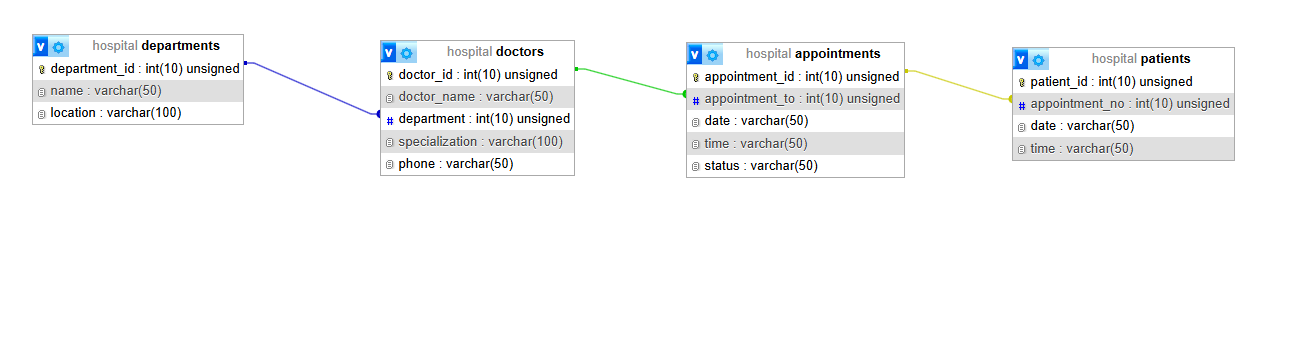 v hospital departments
department_id : int(10) unsigned
name : varchar(50)
location : varchar(100)
v hospital doctors
doctor_id : int(10) unsigned
doctor_name : varchar(50)
# department : int(10) unsigned
specialization : varchar(100)
phone : varchar(50)
v hospital appointments
appointment_id : int(10) unsigned
# appointment_to : int(10) unsigned
date : varchar(50)
time : varchar(50)
status : varchar(50)
v hospital patients
patient_id : int(10) unsigned
# appointment_no : int(10) unsigned
date : varchar(50)
time : varchar(50)